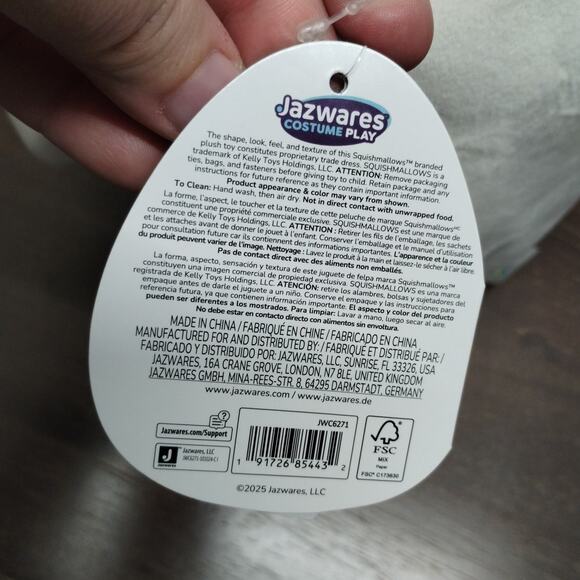 Jazwares
COSTUME PLAY
The shape, look, feel, and texture of this Squishmallows™ branded
plush toy constitutes proprietary trade dress. SQUISHMALLOWS™ is a
trademark of Kelly Toys Holdings, LLC. ATTENTION: Remove packaging
ties, bags, and fasteners before giving toy to child. Retain package and any
instructions for future reference as they contain important information.
Product appearance & color may vary from shown.
To Clean: Hand wash, then air dry. Not in direct contact with unwrapped food.
La forme, l'aspect, le toucher et la texture de cette peluche de marque Squishmallowsᴹᶜ
constituent une propriété commerciale exclusive. SQUISHMALLOWS est une marque de
commerce de Kelly Toys Holdings, LLC. ATTENTION : Retirer les fils de l'emballage, les sachets
et les attaches avant de donner le jouet à l'enfant. Conserver l'emballage et le manuel d'utilisation
pour consultation future car ils contiennent des informations importantes. L'apparence et la couleur
du produit peuvent varier de l'image. Nettoyage : Lavez le produit à la main et laissez-le sécher à l'air libre.
Pas de contact direct avec des aliments non emballés.
La forma, aspecto, sensación y textura de este juguete de felpa marca Squishmallows™
constituyen una imagen comercial de propiedad exclusiva. SQUISHMALLOWS es una marca
registrada de Kelly Toys Holdings, LLC. ATENCIÓN: retire los alambres, bolsas y sujetadores del
empaque antes de darle el juguete a un niño. Conserve el empaque y las instrucciones para
referencia futura, ya que contienen información importante. El aspecto y color del producto
pueden ser diferentes a los mostrados. Para limpiar: Lavar a mano, luego secar al aire.
No debe estar en contacto directo con alimentos sin envoltura.
MADE IN CHINA / FABRIQUÉ EN CHINE / FABRICADO EN CHINA
MANUFACTURED FOR AND DISTRIBUTED BY: / FABRIQUÉ ET DISTRIBUÉ PAR: /
FABRICADO Y DISTRIBUIDO POR: JAZWARES, LLC, SUNRISE, FL 33326, USA
JAZWARES, 16A CRANE GROVE, LONDON, N7 8LE, UNITED KINGDOM
JAZWARES GMBH, MINA-REES-STR. 8, 64295 DARMSTADT, GERMANY
www.jazwares.com / www.jazwares.de
Jazwares.com/Support
Jazwares
Jazwares, LLC
JWC6271-101024-C1
JWC6271
1 91726 85443 2
FSC
MIX
Paper
FSC® C173630
©2025 Jazwares, LLC